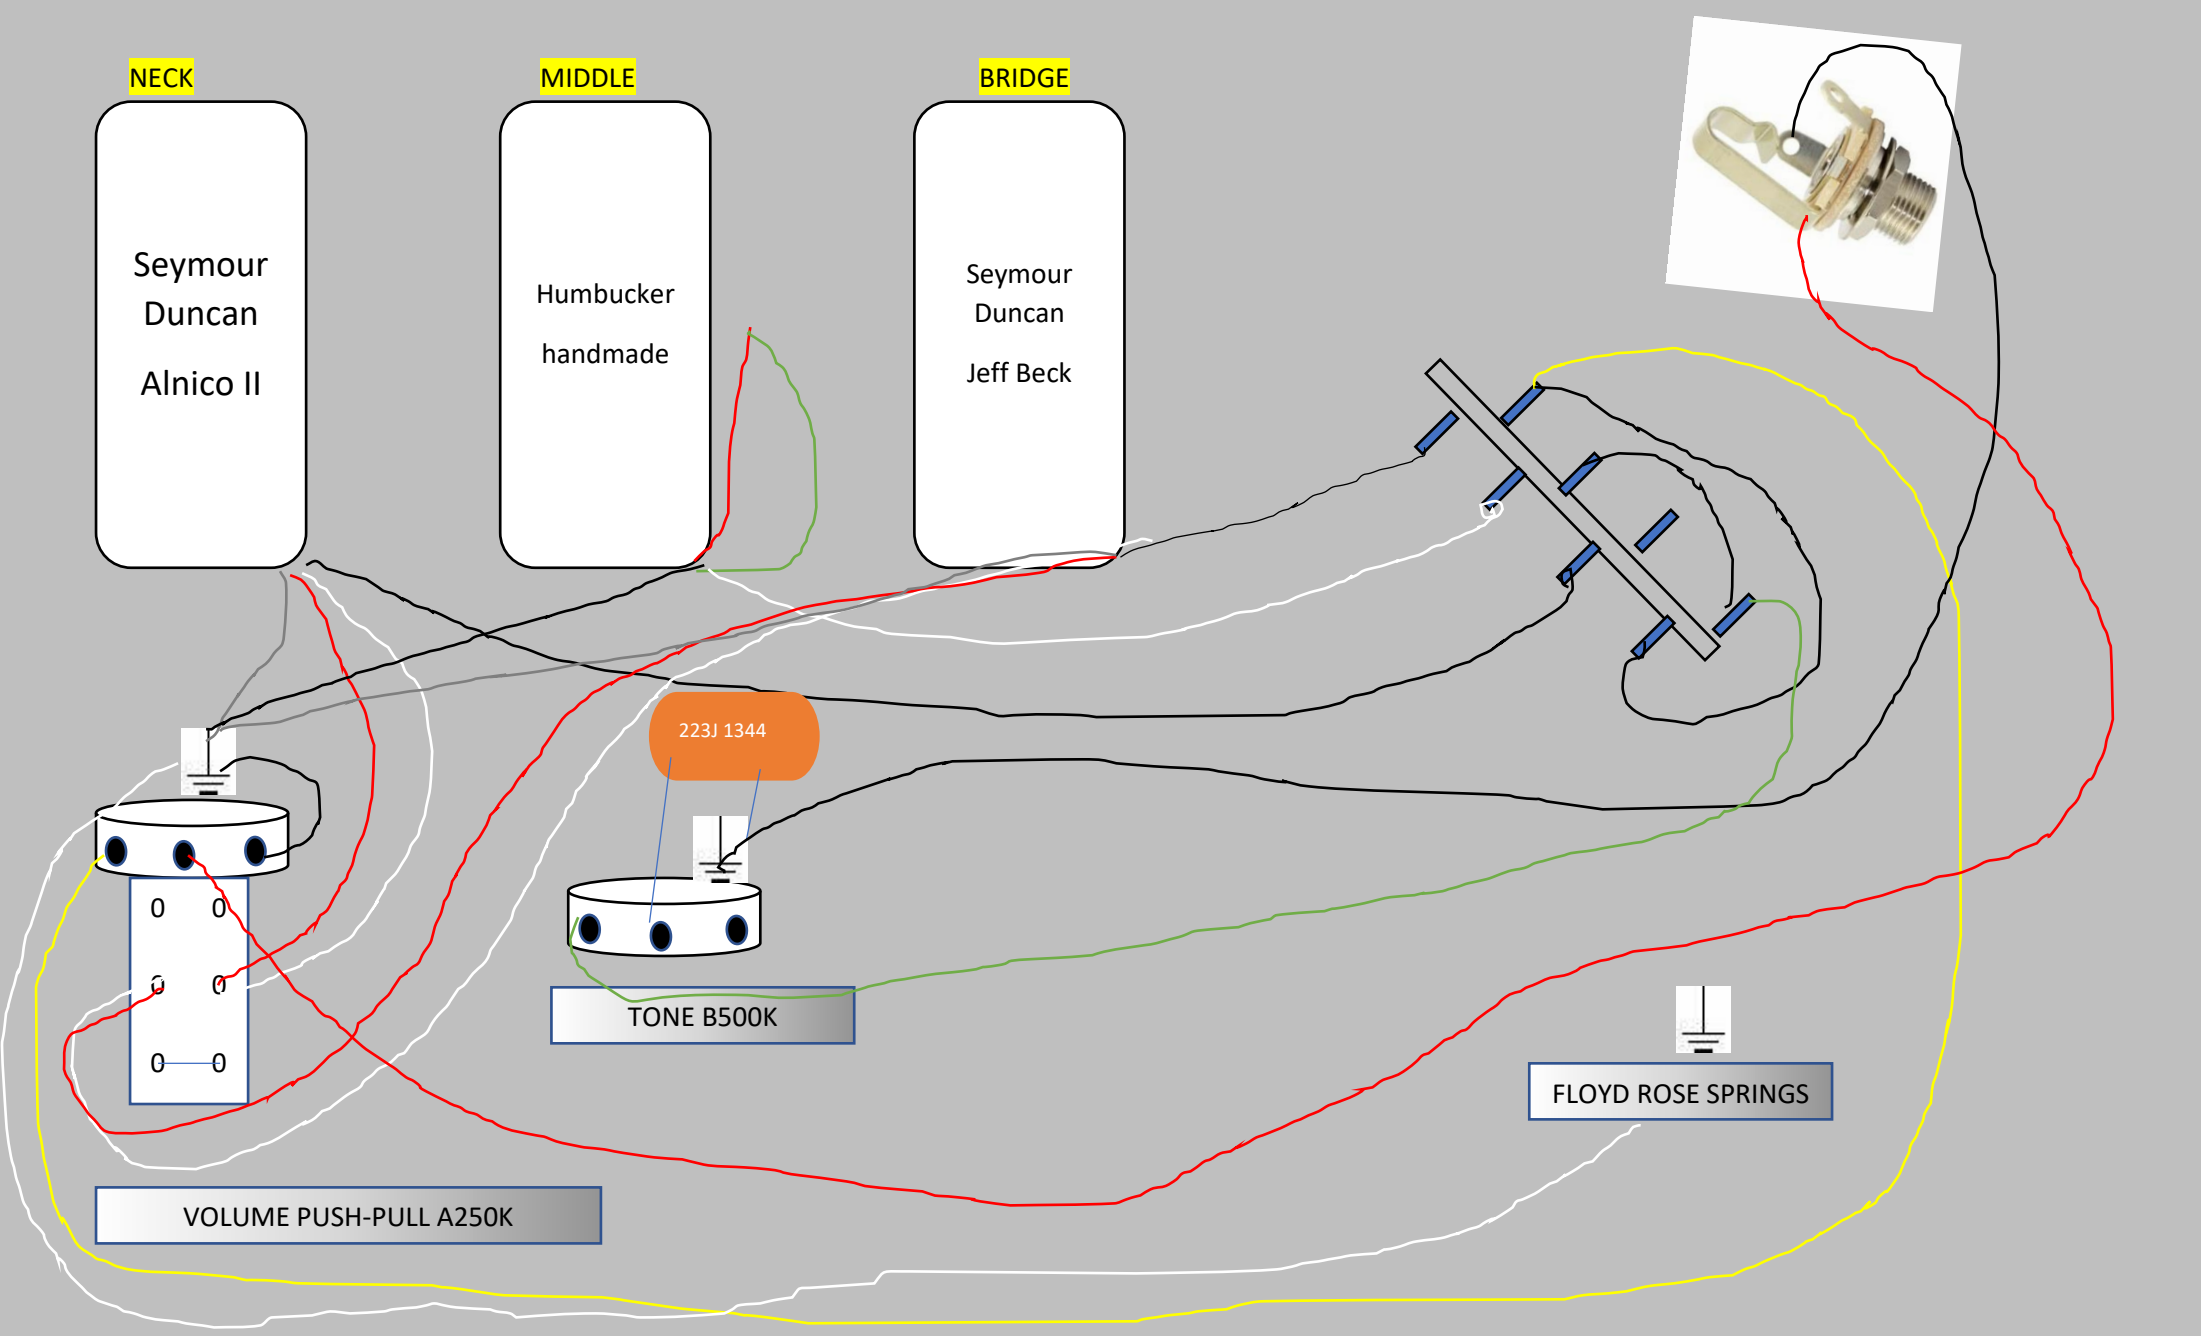 NECK
MIDDLE
BRIDGE
Seymour
Duncan
Alnico II
Humbucker
handmade
Seymour
Duncan
Jeff Beck
223J 1344
0 0
0 0
0 0
TONE B500K
FLOYD ROSE SPRINGS
VOLUME PUSH-PULL A250K